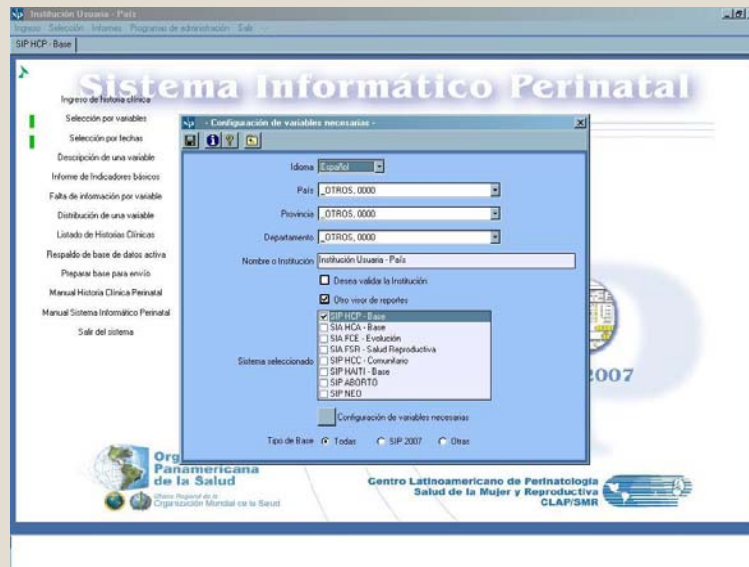 Institución Usuaria - País
Ingreso Selección Informes Programas de administración Salir
SIP HCP - Base
Sistema Informático Perinatal
Ingreso de historia clínica
Selección por variables
Selección por fechas
Descripción de una variable
Informe de Indicadores básicos
Falta de información por variable
Distribución de una variable
Listado de Historias Clínicas
Respaldo de base de datos activa
Preparar base para envío
Manual Historia Clínica Perinatal
Manual Sistema Informático Perinatal
Salir del sistema
- Configuración de variables necesarias -
Idioma Español
País _OTROS, 0000
Provincia _OTROS, 0000
Departamento _OTROS, 0000
Nombre o Institución Institución Usuaria - País
Desea validar la Institución
Otro visor de reportes
Sistema seleccionado
SIP HCP - Base
SIA HCA - Base
SIA FCE - Evolución
SIA FSR - Salud Reproductiva
SIP HCC - Comunitario
SIP HAITI - Base
SIP ABORTO
SIP NEO
Configuración de variables necesarias
Tipo de Base Todas SIP 2007 Otras
2007
Org
Panamericana
de la Salud
Oficina Regional de la
Organización Mundial de la Salud
Centro Latinoamericano de Perinatología
Salud de la Mujer y Reproductiva
CLAP/SMR